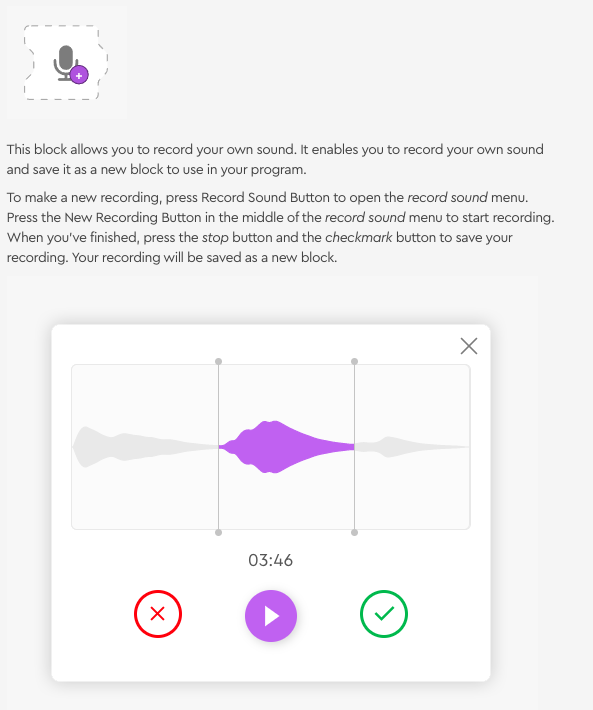 This block allows you to record your own sound. It enables you to record your own sound
and save it as a new block to use in your program.
To make a new recording, press Record Sound Button to open the record sound menu.
Press the New Recording Button in the middle of the record sound menu to start recording.
When you've finished, press the stop button and the checkmark button to save your
recording. Your recording will be saved as a new block.
03:46